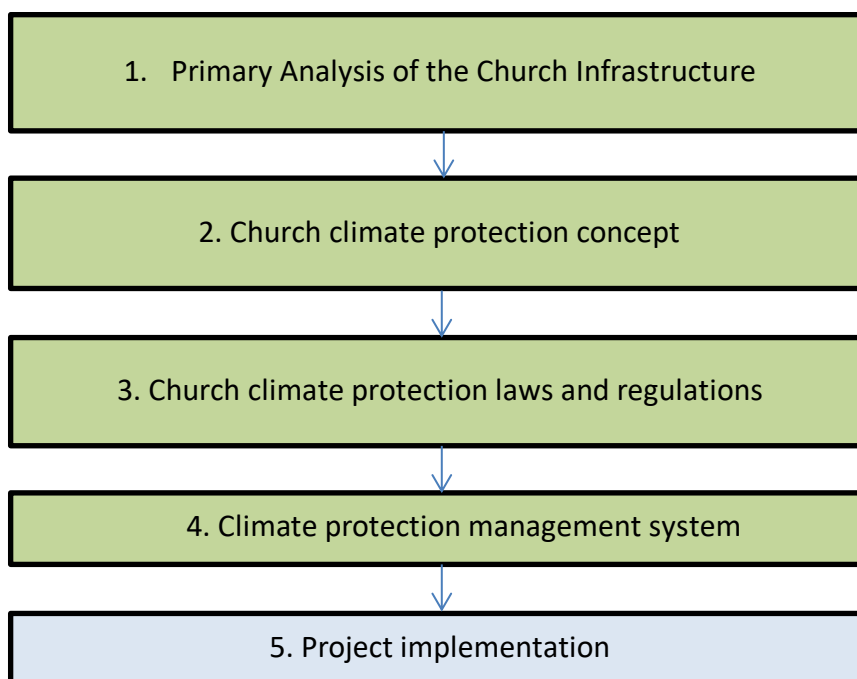 1. Primary Analysis of the Church Infrastructure
2. Church climate protection concept
3. Church climate protection laws and regulations
4. Climate protection management system
5. Project implementation